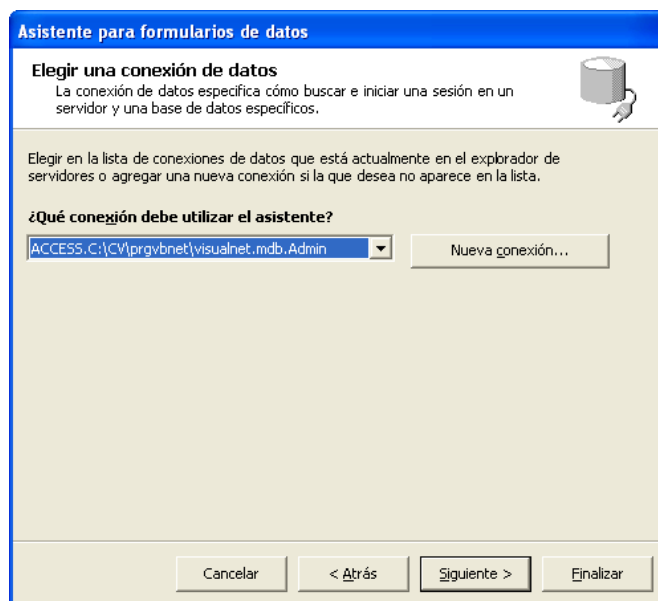 Asistente para formularios de datos
Elegir una conexión de datos
La conexión de datos especifica cómo buscar e iniciar una sesión en un
servidor y una base de datos específicos.
Elegir en la lista de conexiones de datos que está actualmente en el explorador de
servidores o agregar una nueva conexión si la que desea no aparece en la lista.
¿Qué conexión debe utilizar el asistente?
ACCESS.C:\CV\prgvbnet\visualnet.mdb.Admin
Nueva conexión...
Cancelar
< Atrás
Siguiente >
Finalizar